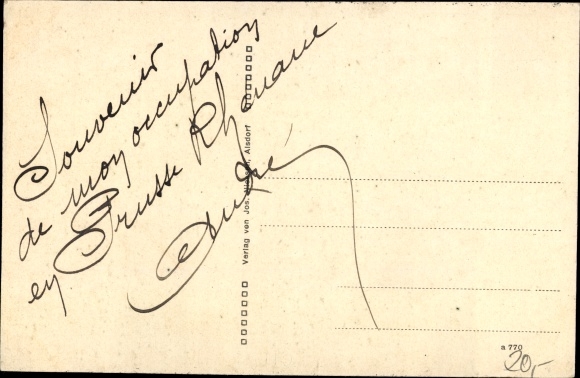 Souvenir
de mon occupation
en Prusse Rhénane
André
Verlag von Jos. Alsdorf
a 770
20,-